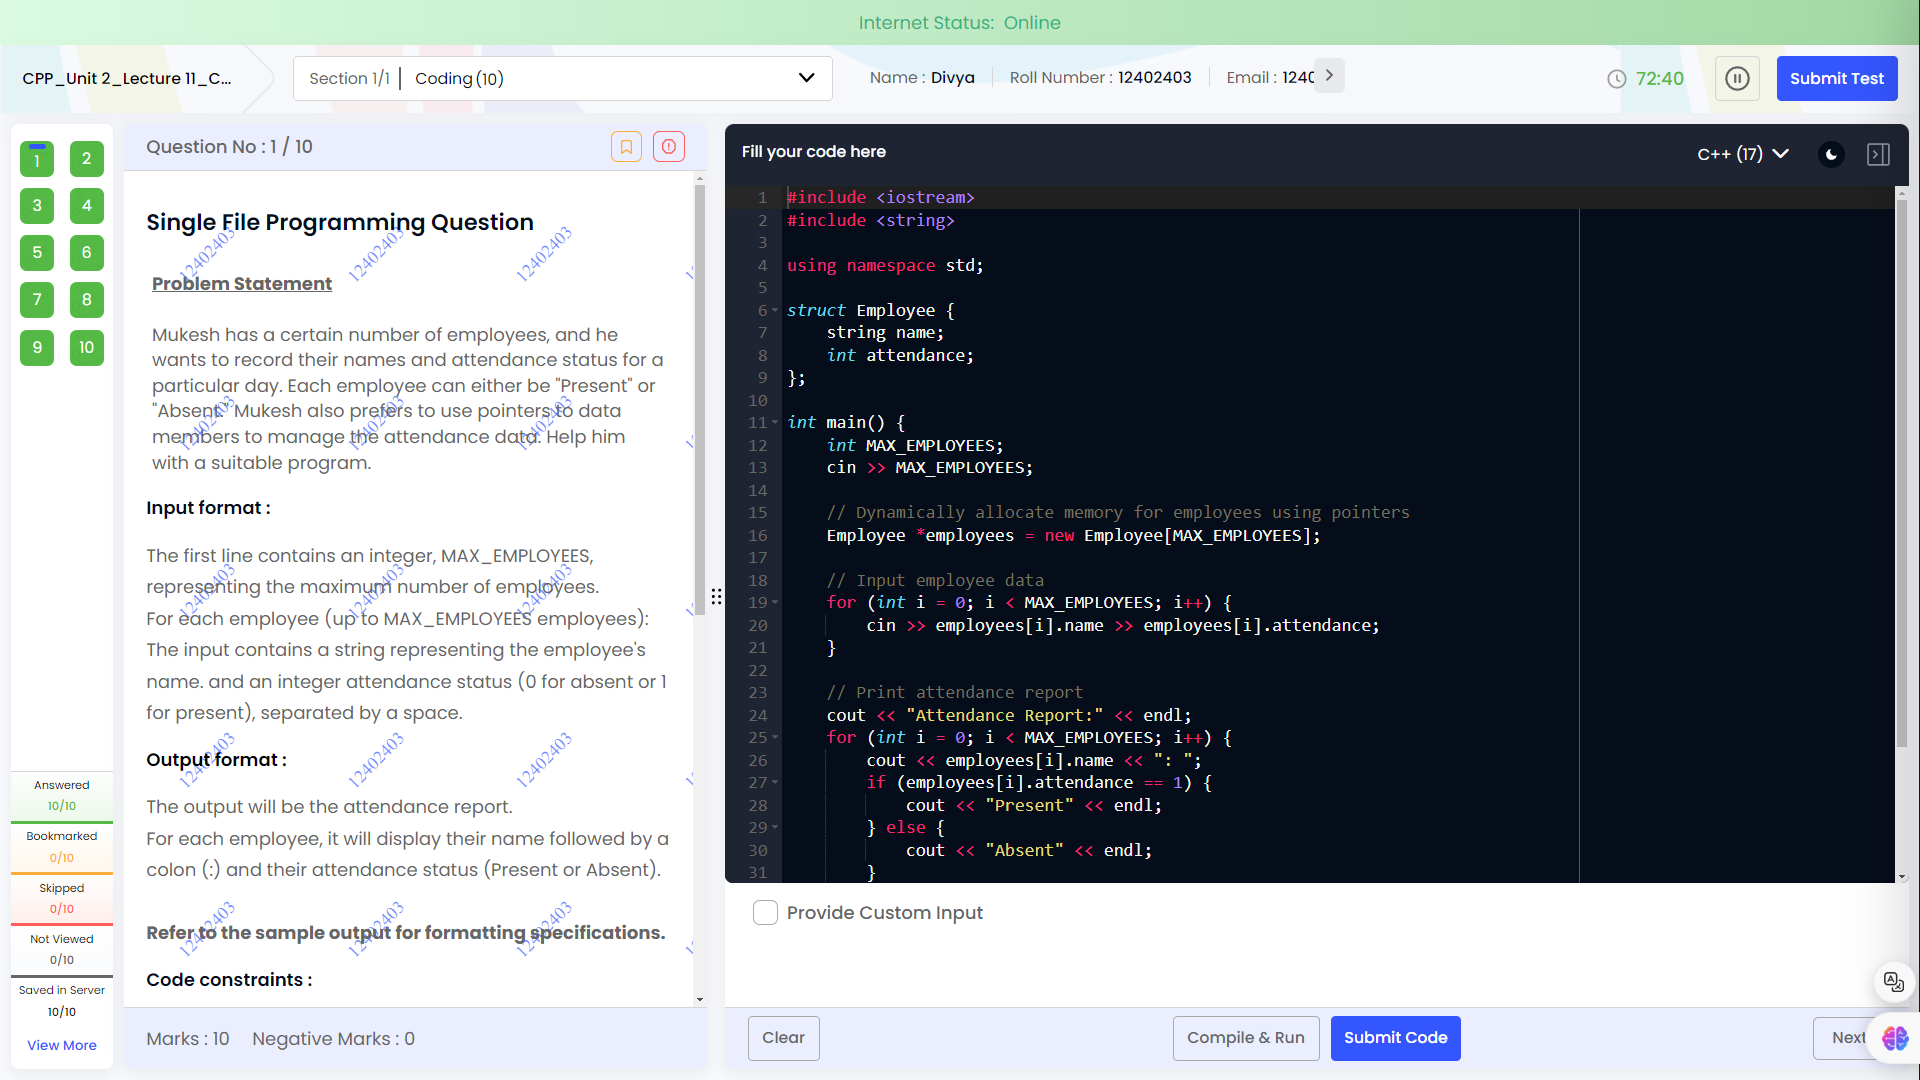 Internet Status: Online
CPP_Unit 2_Lecture 11_C...
Section 1/1 | Coding (10)
Name : Divya
Roll Number : 12402403
Email : 1240
72:40
Submit Test
1 2
3 4
5 6
7 8
9 10
Answered
10/10
Bookmarked
0/10
Skipped
0/10
Not Viewed
0/10
Saved in Server
10/10
View More
Question No : 1 / 10
Single File Programming Question
Problem Statement
Mukesh has a certain number of employees, and he
wants to record their names and attendance status for a
particular day. Each employee can either be "Present" or
"Absent." Mukesh also prefers to use pointers to data
members to manage the attendance data. Help him
with a suitable program.
Input format :
The first line contains an integer, MAX_EMPLOYEES,
representing the maximum number of employees.
For each employee (up to MAX_EMPLOYEES employees):
The input contains a string representing the employee's
name. and an integer attendance status (0 for absent or 1
for present), separated by a space.
Output format :
The output will be the attendance report.
For each employee, it will display their name followed by a
colon (:) and their attendance status (Present or Absent).
Refer to the sample output for formatting specifications.
Code constraints :
12402403 12402403 12402403
12402403 12402403 12402403
12402403 12402403 12402403
12402403 12402403 12402403
12402403 12402403 12402403
Marks : 10 Negative Marks : 0
Fill your code here
C++ (17)
1 #include <iostream>
2 #include <string>
3
4 using namespace std;
5
6 struct Employee {
7 string name;
8 int attendance;
9 };
10
11 int main() {
12 int MAX_EMPLOYEES;
13 cin >> MAX_EMPLOYEES;
14
15 // Dynamically allocate memory for employees using pointers
16 Employee *employees = new Employee[MAX_EMPLOYEES];
17
18 // Input employee data
19 for (int i = 0; i < MAX_EMPLOYEES; i++) {
20 cin >> employees[i].name >> employees[i].attendance;
21 }
22
23 // Print attendance report
24 cout << "Attendance Report:" << endl;
25 for (int i = 0; i < MAX_EMPLOYEES; i++) {
26 cout << employees[i].name << ": ";
27 if (employees[i].attendance == 1) {
28 cout << "Present" << endl;
29 } else {
30 cout << "Absent" << endl;
31 }
Provide Custom Input
Clear
Compile & Run
Submit Code
Next